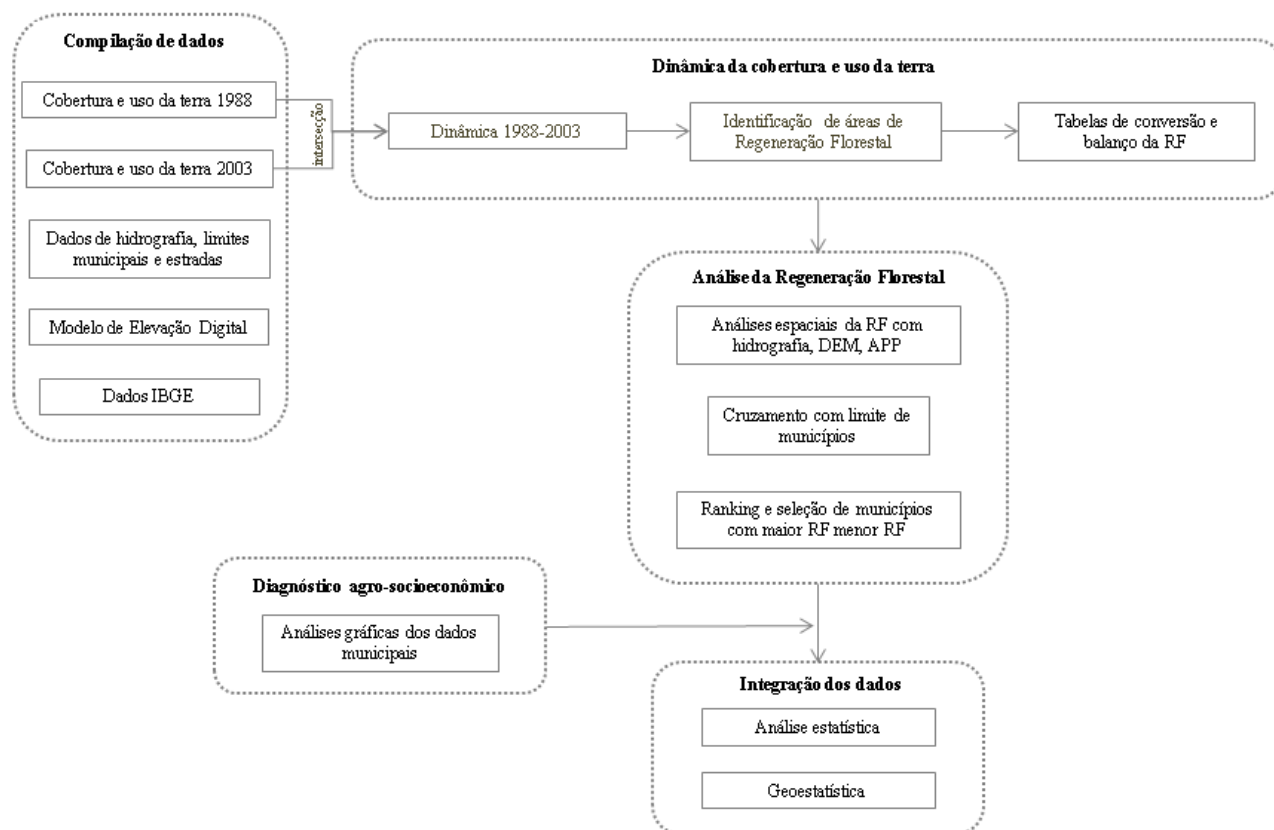 Compilação de dados
Cobertura e uso da terra 1988
Cobertura e uso da terra 2003
Dados de hidrografia, limites
municipais e estradas
Modelo de Elevação Digital
Dados IBGE
intersecção
Dinâmica da cobertura e uso da terra
Dinâmica 1988-2003
Identificação de áreas de
Regeneração Florestal
Tabelas de conversão e
balanço da RF
Análise da Regeneração Florestal
Análises espaciais da RF com
hidrografia, DEM, APP
Cruzamento com limite de
municípios
Ranking e seleção de municípios
com maior RF menor RF
Diagnóstico agro-socioeconômico
Análises gráficas dos dados
municipais
Integração dos dados
Análise estatística
Geoestatística